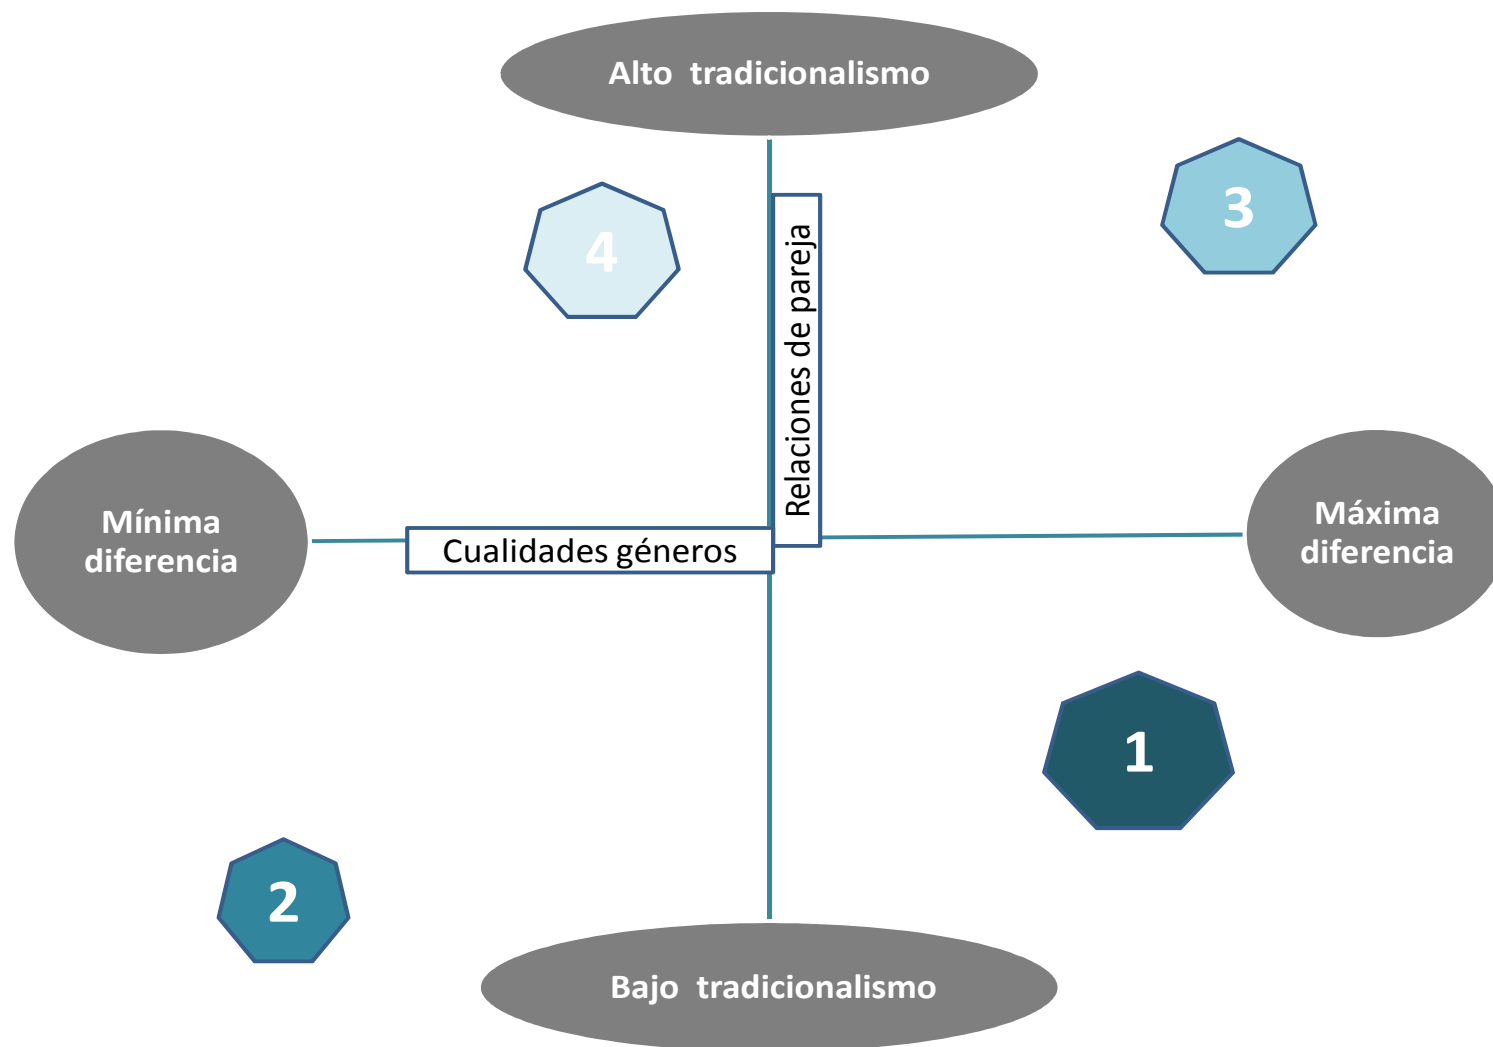 Alto tradicionalismo
3
4
Relaciones de pareja
Mínima
diferencia
Cualidades géneros
Máxima
diferencia
1
2
Bajo tradicionalismo